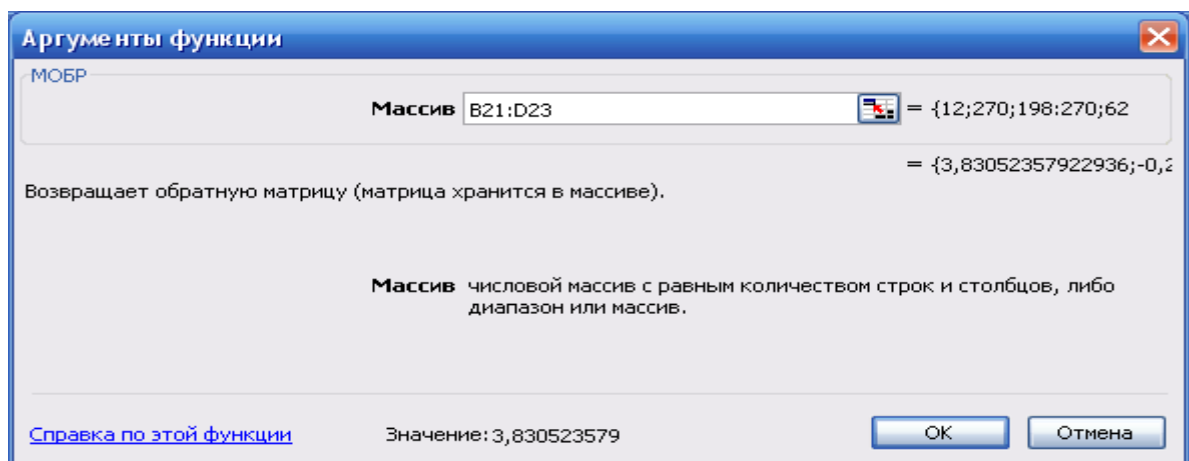 Аргументы функции
МОБР
Массив B21:D23 = {12;270;198:270;62
= {3,83052357922936;-0,2
Возвращает обратную матрицу (матрица хранится в массиве).
Массив числовой массив с равным количеством строк и столбцов, либо
диапазон или массив.
Справка по этой функции Значение:3,830523579 ОК Отмена